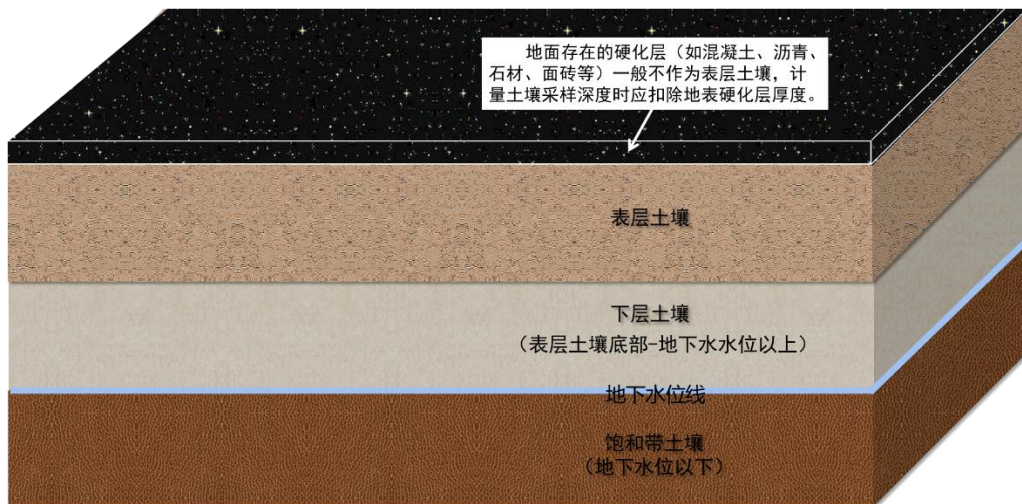 地面存在的硬化层（如混凝土、沥青、
石材、面砖等）一般不作为表层土壤，计
量土壤采样深度时应扣除地表硬化层厚度。
表层土壤
下层土壤
（表层土壤底部-地下水水位以上）
地下水位线
饱和带土壤
（地下水位以下）